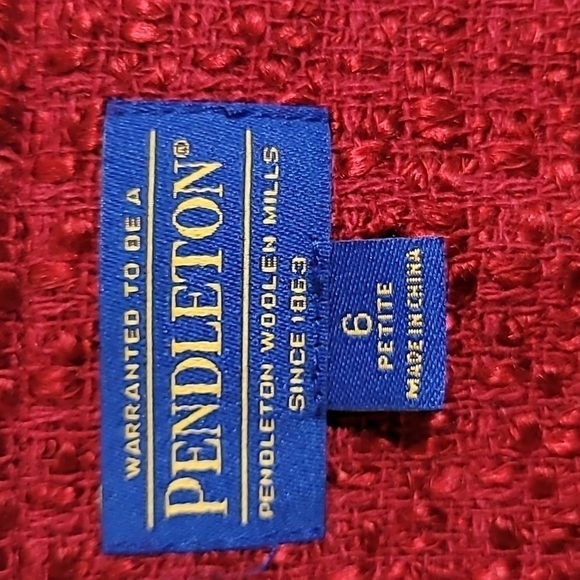 WARRANTED TO BE A
PENDLETON®
PENDLETON WOOLEN MILLS
SINCE 1863
6
PETITE
MADE IN CHINA